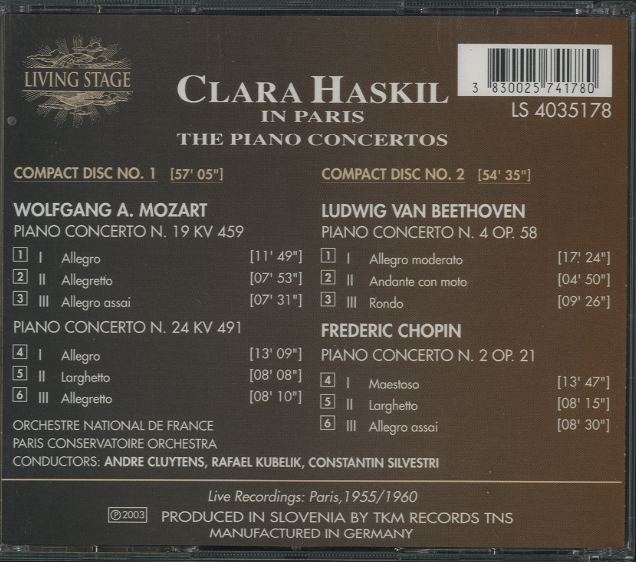 LIVING STAGE
CLARA HASKIL
IN PARIS
THE PIANO CONCERTOS
3 830025 741780
LS 4035178
COMPACT DISC NO. 1 [57' 05"]
WOLFGANG A. MOZART
PIANO CONCERTO N. 19 KV 459
1 I Allegro [11' 49"]
2 II Allegretto [07' 53"]
3 III Allegro assai [07' 31"]
PIANO CONCERTO N. 24 KV 491
4 I Allegro [13' 09"]
5 II Larghetto [08' 08"]
6 III Allegretto [08' 10"]
ORCHESTRE NATIONAL DE FRANCE
PARIS CONSERVATOIRE ORCHESTRA
CONDUCTORS: ANDRE CLUYTENS, RAFAEL KUBELIK, CONSTANTIN SILVESTRI
COMPACT DISC NO. 2 [54' 35"]
LUDWIG VAN BEETHOVEN
PIANO CONCERTO N. 4 OP. 58
1 I Allegro moderato [17' 24"]
2 II Andante con moto [04' 50"]
3 III Rondo [09' 26"]
FREDERIC CHOPIN
PIANO CONCERTO N. 2 OP. 21
4 I Maestoso [13' 47"]
5 II Larghetto [08' 15"]
6 III Allegro assai [08' 30"]
Live Recordings: Paris,1955/1960
℗ 2003 PRODUCED IN SLOVENIA BY TKM RECORDS TNS
MANUFACTURED IN GERMANY